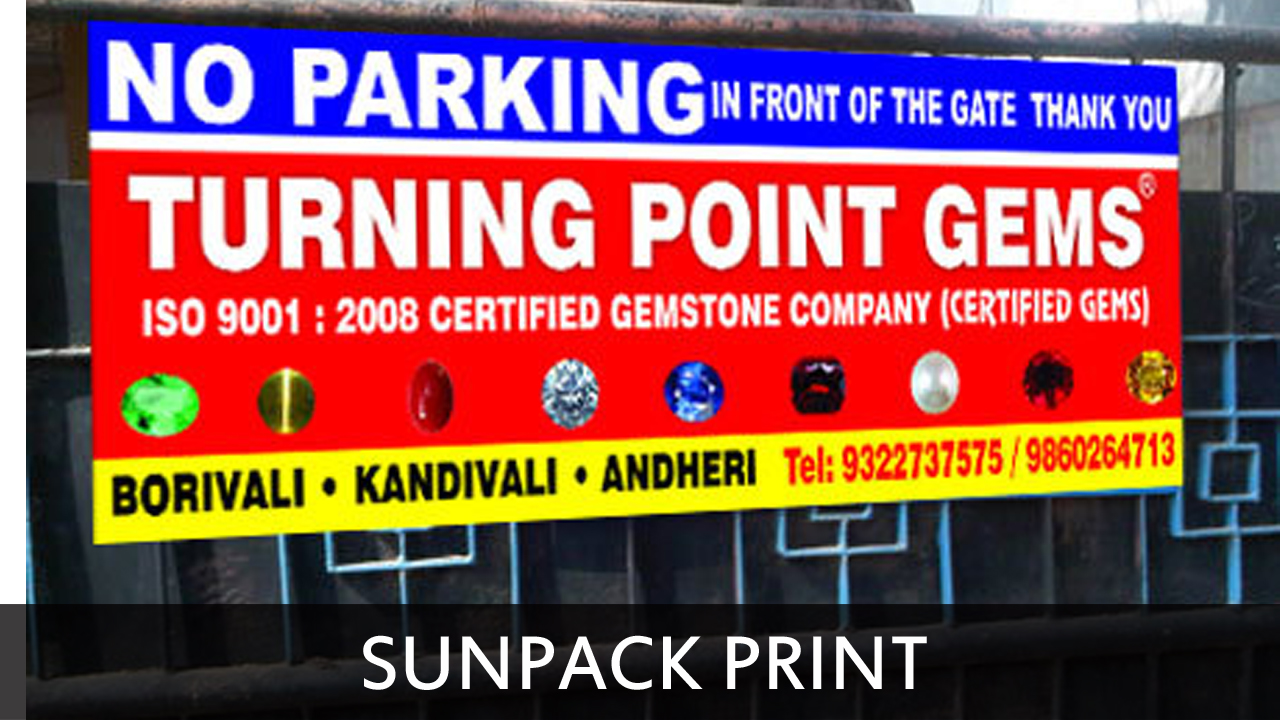 NO PARKING IN FRONT OF THE GATE THANK YOU
TURNING POINT GEMS®
ISO 9001 : 2008 CERTIFIED GEMSTONE COMPANY (CERTIFIED GEMS)
BORIVALI • KANDIVALI • ANDHERI Tel: 9322737575 / 9860264713
SUNPACK PRINT